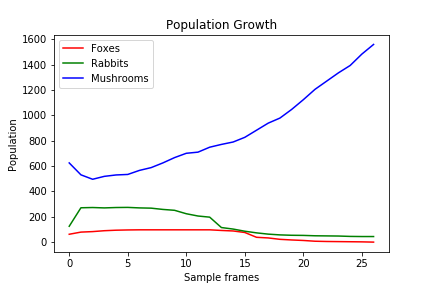 Population Growth
1600
1400
1200
1000
800
600
400
200
0
Population
Foxes
Rabbits
Mushrooms
0 5 10 15 20 25
Sample frames